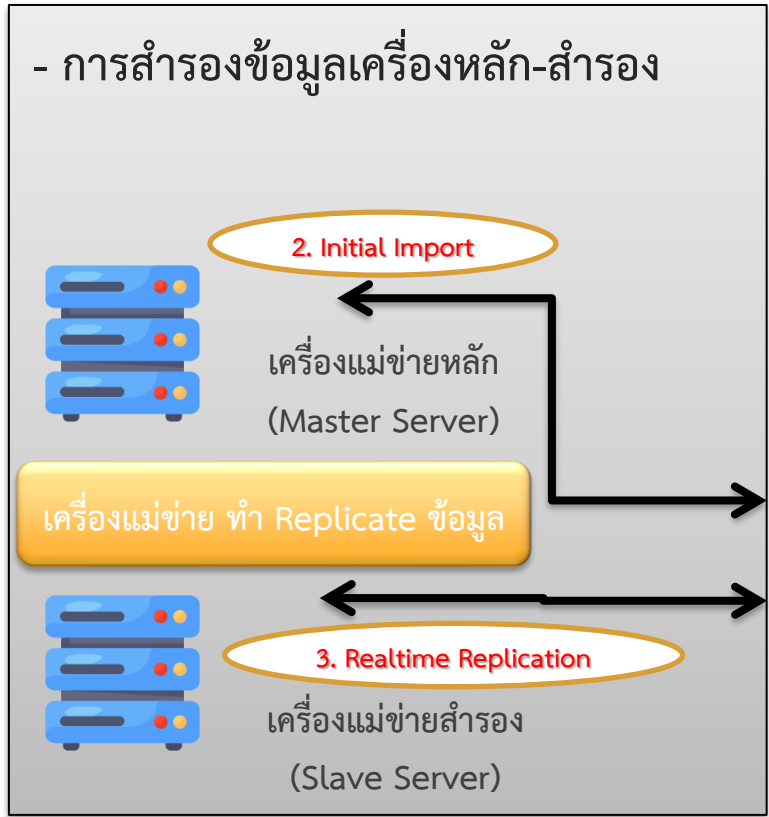 - การสำรองข้อมูลเครื่องหลัก-สำรอง
2. Initial Import
เครื่องแม่ข่ายหลัก
(Master Server)
เครื่องแม่ข่าย ทำ Replicate ข้อมูล
3. Realtime Replication
เครื่องแม่ข่ายสำรอง
(Slave Server)